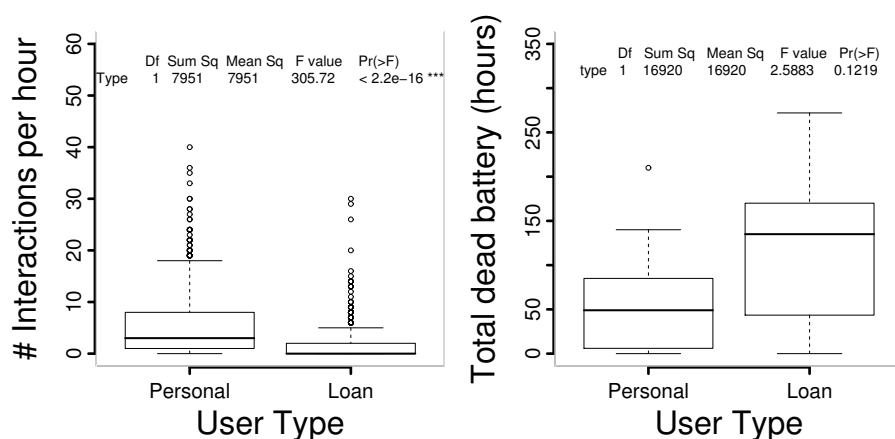 # Interactions per hour
60
50
40
30
20
10
0
Df Sum Sq Mean Sq F value Pr(>F)
Type 1 7951 7951 305.72 < 2.2e−16 ***
Personal Loan
User Type
Total dead battery (hours)
350
250
150
50
0
Df Sum Sq Mean Sq F value Pr(>F)
type 1 16920 16920 2.5883 0.1219
Personal Loan
User Type